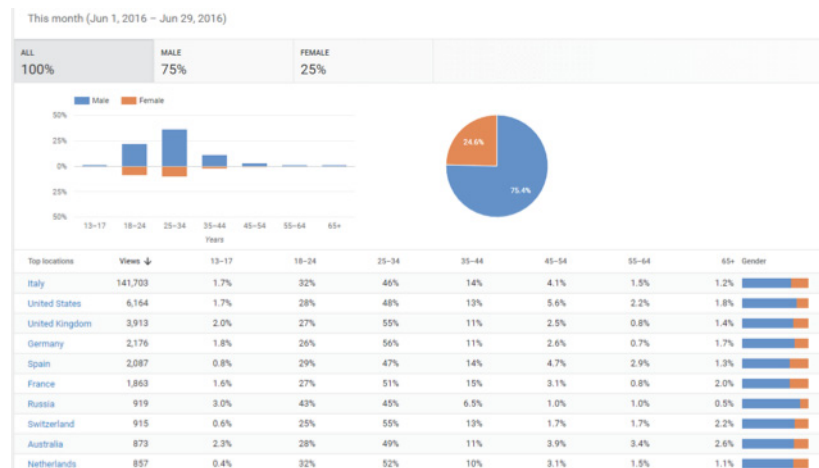 This month (Jun 1, 2016 – Jun 29, 2016)
ALL MALE FEMALE
100% 75% 25%
Male Female
50%
25%
0%
25%
50%
13–17 18–24 25–34 35–44 45–54 55–64 65+
Years
24.6%
75.4%
Top locations Views ↓ 13–17 18–24 25–34 35–44 45–54 55–64 65+ Gender
Italy 141,703 1.7% 32% 46% 14% 4.1% 1.5% 1.2%
United States 6,164 1.7% 28% 48% 13% 5.6% 2.2% 1.8%
United Kingdom 3,913 2.0% 27% 55% 11% 2.5% 0.8% 1.4%
Germany 2,176 1.8% 26% 56% 11% 2.6% 0.7% 1.7%
Spain 2,087 0.8% 29% 47% 14% 4.7% 2.9% 1.3%
France 1,863 1.6% 27% 51% 15% 3.1% 0.8% 2.0%
Russia 919 3.0% 43% 45% 6.5% 1.0% 1.0% 0.5%
Switzerland 915 0.6% 25% 55% 13% 1.7% 1.7% 2.2%
Australia 873 2.3% 28% 49% 11% 3.9% 3.4% 2.6%
Netherlands 857 0.4% 32% 52% 10% 3.1% 1.5% 1.1%